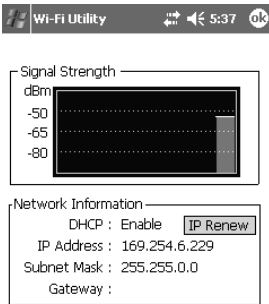 Wi-Fi Utility 5:37 ok
Signal Strength
dBm
-50
-65
-80
Network Information
DHCP : Enable IP Renew
IP Address : 169.254.6.229
Subnet Mask : 255.255.0.0
Gateway :